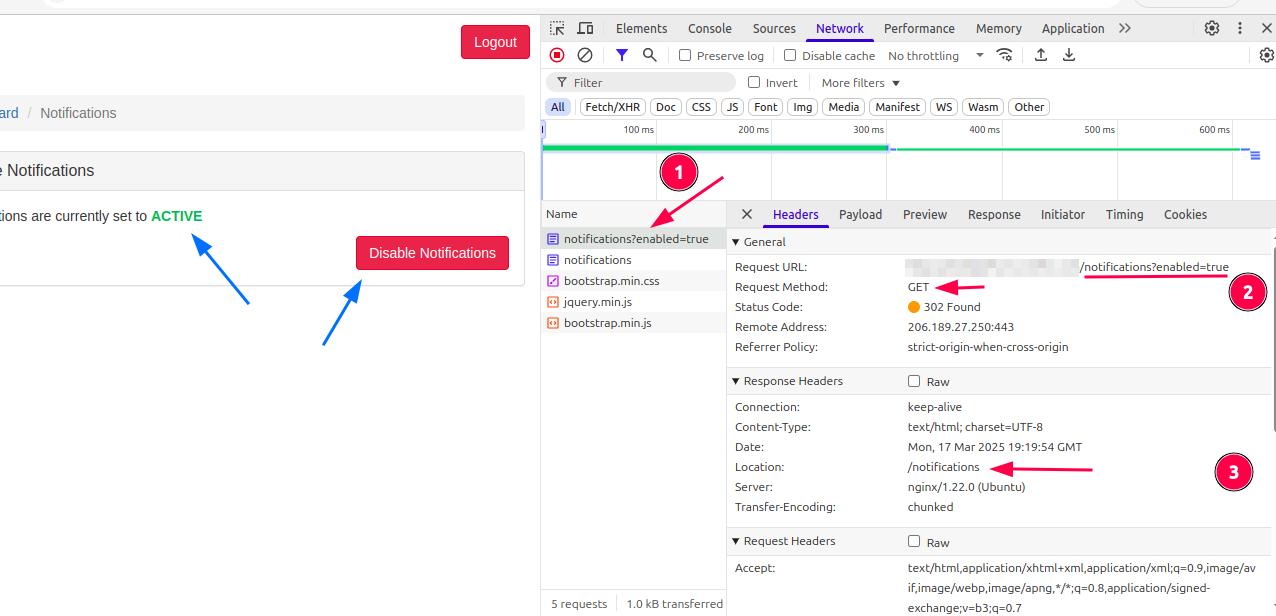 Logout
ard / Notifications
e Notifications
tions are currently set to ACTIVE
Disable Notifications
Elements Console Sources Network Performance Memory Application
Preserve log Disable cache No throttling
Filter Invert More filters
All Fetch/XHR Doc CSS JS Font Img Media Manifest WS Wasm Other
100 ms 200 ms 300 ms 400 ms 500 ms 600 ms
1
Name
notifications?enabled=true
notifications
bootstrap.min.css
jquery.min.js
bootstrap.min.js
5 requests 1.0 kB transferred
Headers Payload Preview Response Initiator Timing Cookies
General
Request URL: /notifications?enabled=true
2
Request Method: GET
Status Code: 302 Found
Remote Address: 206.189.27.250:443
Referrer Policy: strict-origin-when-cross-origin
Response Headers Raw
Connection: keep-alive
Content-Type: text/html; charset=UTF-8
Date: Mon, 17 Mar 2025 19:19:54 GMT
Location: /notifications
3
Server: nginx/1.22.0 (Ubuntu)
Transfer-Encoding: chunked
Request Headers Raw
Accept: text/html,application/xhtml+xml,application/xml;q=0.9,image/av
if,image/webp,image/apng,*/*;q=0.8,application/signed-
exchange;v=b3;q=0.7